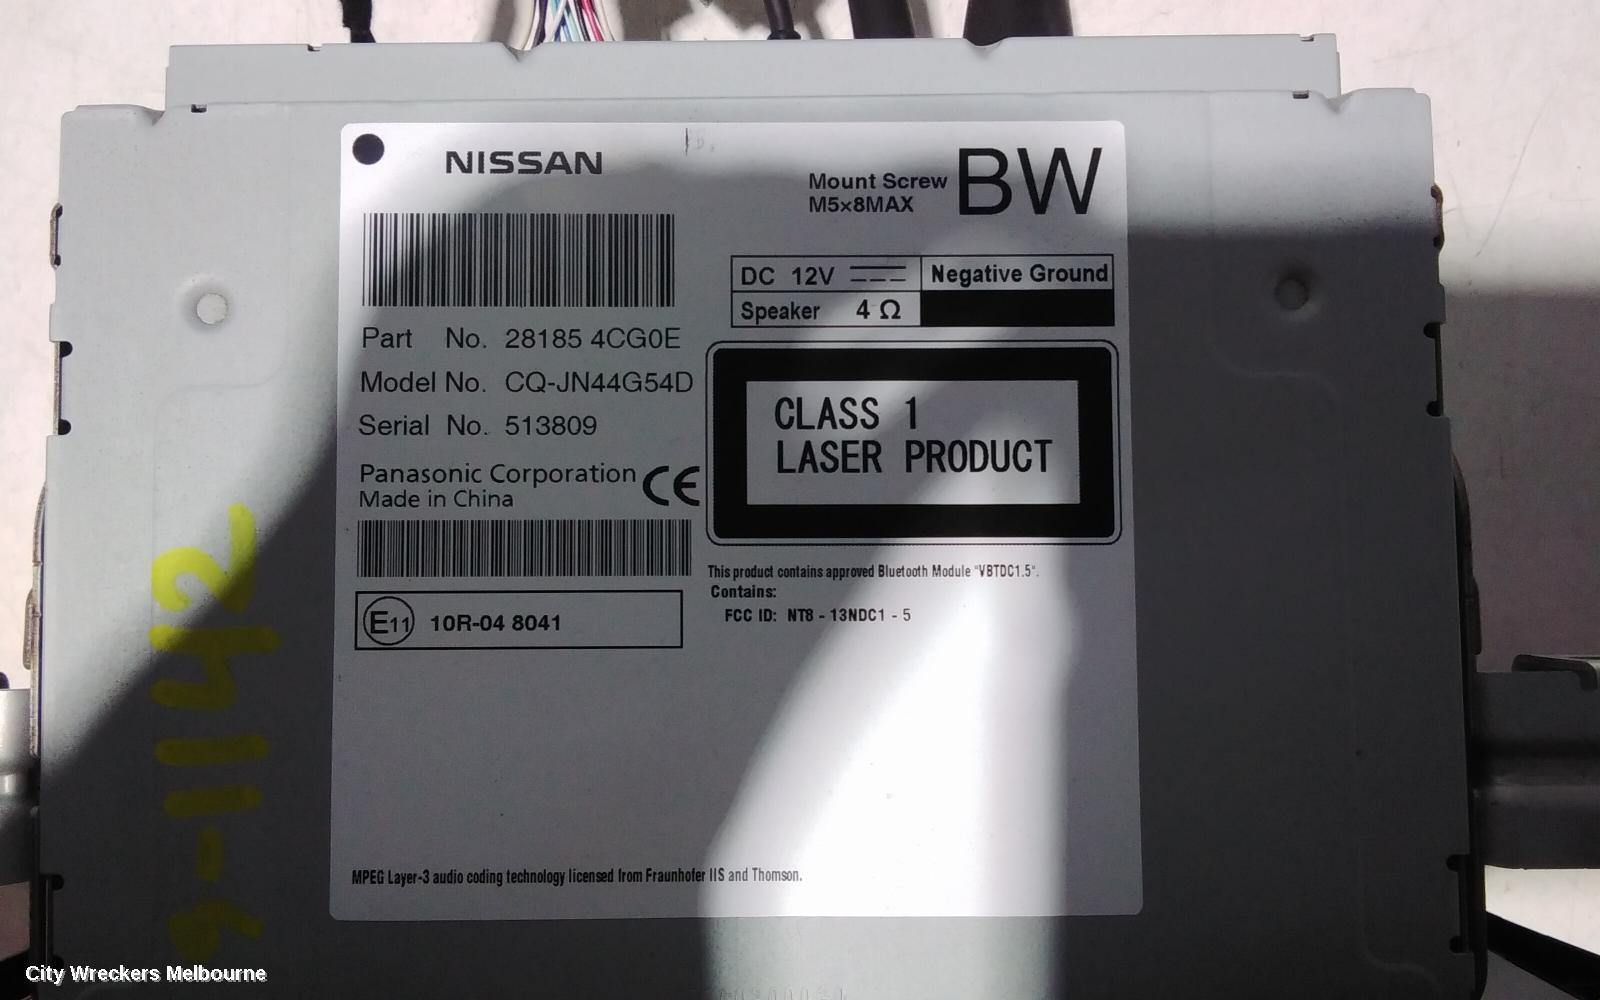 NISSAN
Mount Screw
M5×8MAX
BW
DC 12V
Negative Ground
Speaker 4 Ω
Part No. 28185 4CG0E
Model No. CQ-JN44G54D
Serial No. 513809
Panasonic Corporation
Made in China
CE
CLASS 1
LASER PRODUCT
This product contains approved Bluetooth Module "VBTDC1.5".
Contains:
FCC ID: NT8 - 13NDC1 - 5
E11 10R-04 8041
MPEG Layer-3 audio coding technology licensed from Fraunhofer IIS and Thomson.
City Wreckers Melbourne